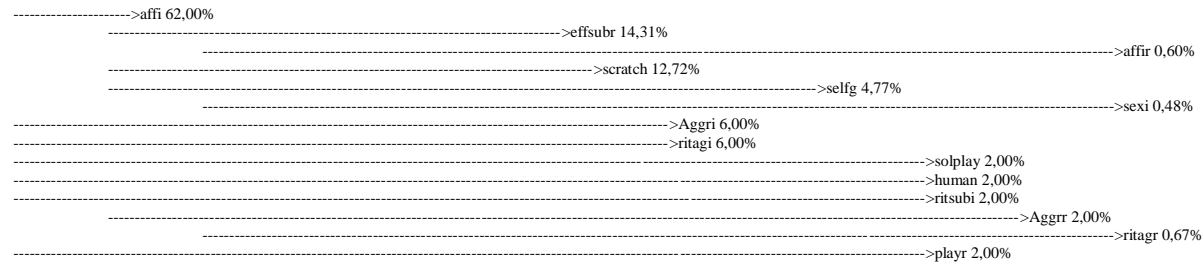 --------------------->affi 62,00%
--------------------------------------------------------------------------------->effsubr 14,31%
--------------------------------------------------------------------------------------------------------------------------------------------------------------------->affir 0,60%
--------------------------------------------------------------------------------------->scratch 12,72%
------------------------------------------------------------------------------------------------------------------------------->selfg 4,77%
--------------------------------------------------------------------------------------------------------------------------------------------------------------------->sexi 0,48%
---------------------------------------------------------------------------------------------------------------------->Aggri 6,00%
---------------------------------------------------------------------------------------------------------------------->ritagi 6,00%
-------------------------------------------------------------------------------------------------------------------------------------------------------------------->solplay 2,00%
-------------------------------------------------------------------------------------------------------------------------------------------------------------------->human 2,00%
-------------------------------------------------------------------------------------------------------------------------------------------------------------------->ritsubi 2,00%
-------------------------------------------------------------------------------------------------------------------------------------------------------------------->Aggrr 2,00%
-------------------------------------------------------------------------------------------------------------------------------------------------------------------->ritagr 0,67%
-------------------------------------------------------------------------------------------------------------------------------------------------------------------->playr 2,00%